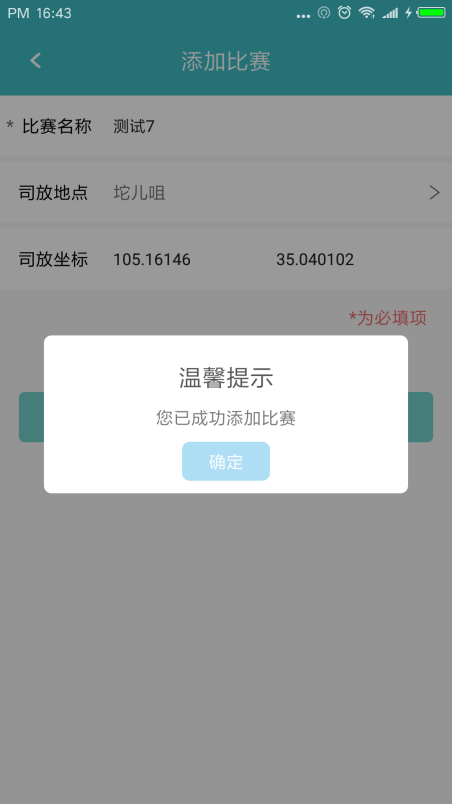 PM 16:43
添加比赛
* 比赛名称 测试7
司放地点 坨儿咀
司放坐标 105.16146 35.040102
*为必填项
温馨提示
您已成功添加比赛
确定